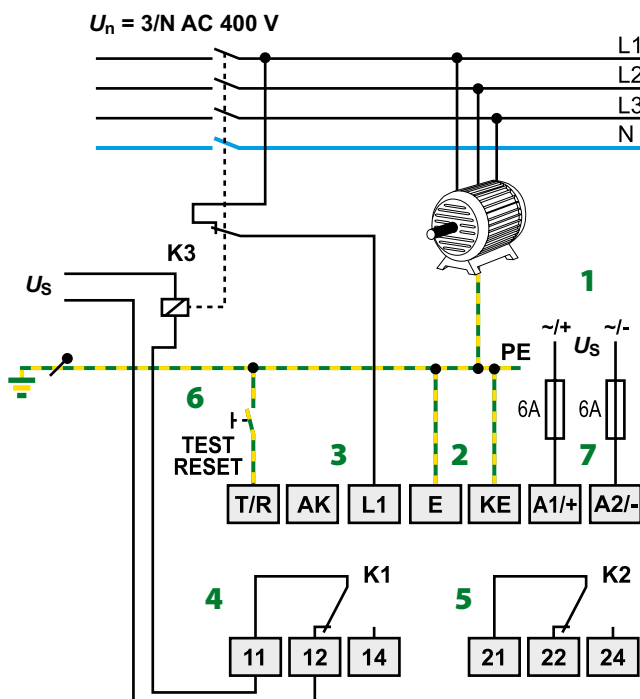 Un = 3/N AC 400 V
L1
L2
L3
N
K3
US
1
~/+ ~/-
US
PE
6A 6A
6
TEST
RESET
3
2
7
T/R AK L1 E KE A1/+ A2/-
4
K1
5
K2
11 12 14 21 22 24